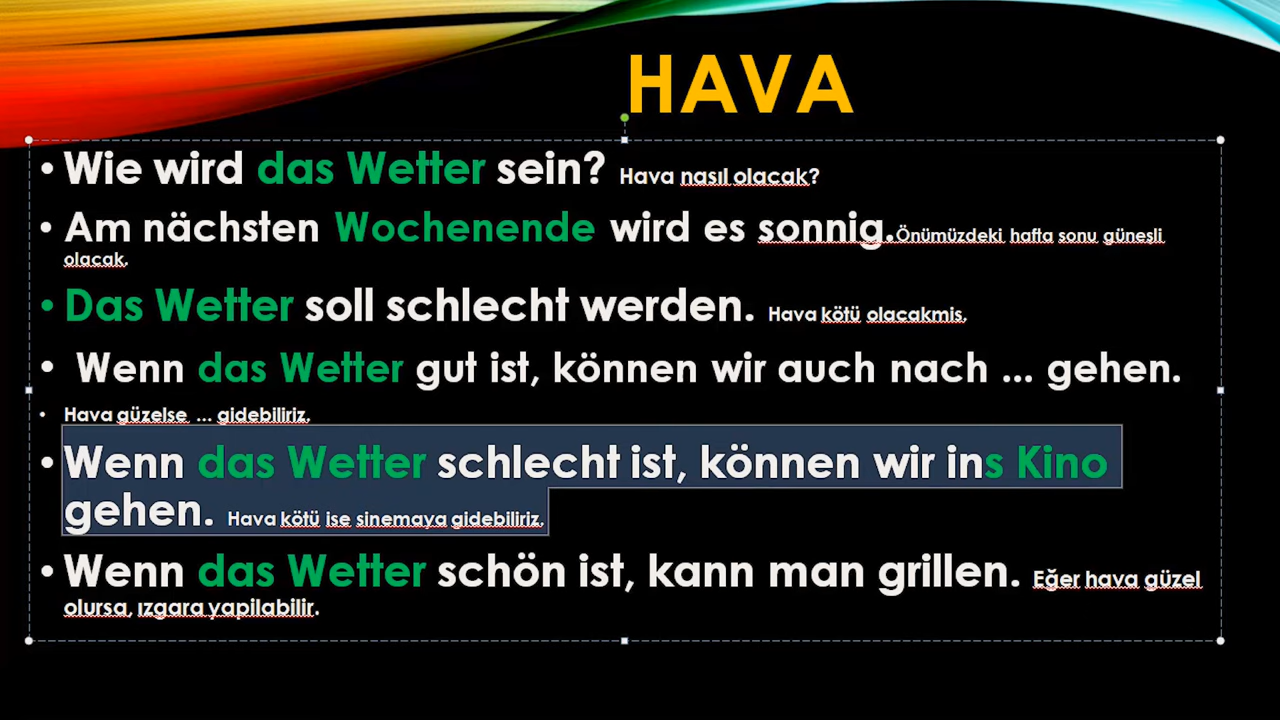 HAVA
• Wie wird das Wetter sein? Hava nasıl olacak?
• Am nächsten Wochenende wird es sonnig.Önümüzdeki hafta sonu güneşli
olacak.
• Das Wetter soll schlecht werden. Hava kötü olacakmis.
• Wenn das Wetter gut ist, können wir auch nach ... gehen.
• Hava güzelse ... gidebiliriz.
• Wenn das Wetter schlecht ist, können wir ins Kino
gehen. Hava kötü ise sinemaya gidebiliriz.
• Wenn das Wetter schön ist, kann man grillen. Eğer hava güzel
olursa, ızgara yapilabilir.